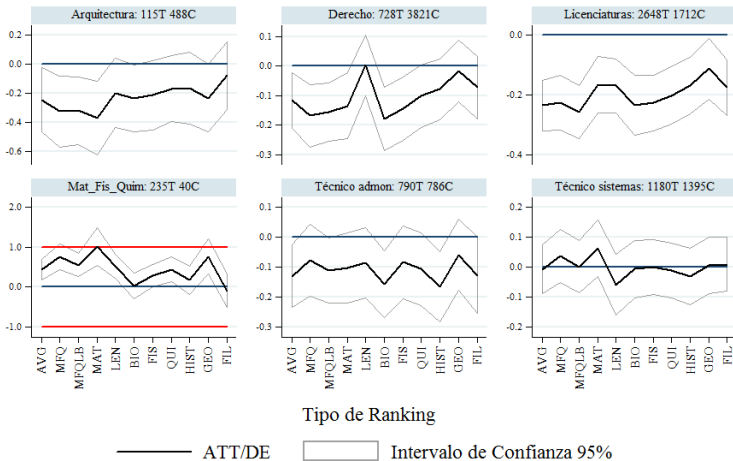 Arquitectura: 115T 488C
Derecho: 728T 3821C
Licenciaturas: 2648T 1712C
0.2
0.0
-0.2
-0.4
-0.6
0.1
0.0
-0.1
-0.2
-0.3
0.0
-0.2
-0.4
Mat_Fis_Quim: 235T 40C
Técnico admon: 790T 786C
Técnico sistemas: 1180T 1395C
2.0
1.0
0.0
-1.0
0.1
0.0
-0.1
-0.2
-0.3
0.2
0.1
0.0
-0.1
-0.2
AVG
MFQ
MFQLB
MAT
LEN
BIO
FIS
QUI
HIST
GEO
FIL
AVG
MFQ
MFQLB
MAT
LEN
BIO
FIS
QUI
HIST
GEO
FIL
AVG
MFQ
MFQLB
MAT
LEN
BIO
FIS
QUI
HIST
GEO
FIL
Tipo de Ranking
ATT/DE
Intervalo de Confianza 95%